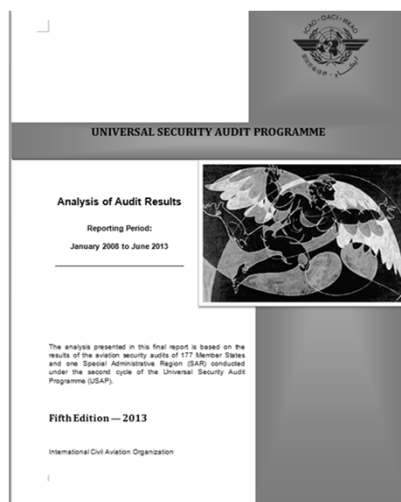 ICAO · OACI · ИКАО
UNIVERSAL SECURITY AUDIT PROGRAMME
Analysis of Audit Results
Reporting Period:
January 2008 to June 2013
The analysis presented in this final report is based on the
results of the aviation security audits of 177 Member States
and one Special Administrative Region (SAR) conducted
under the second cycle of the Universal Security Audit
Programme (USAP).
Fifth Edition — 2013
International Civil Aviation Organization